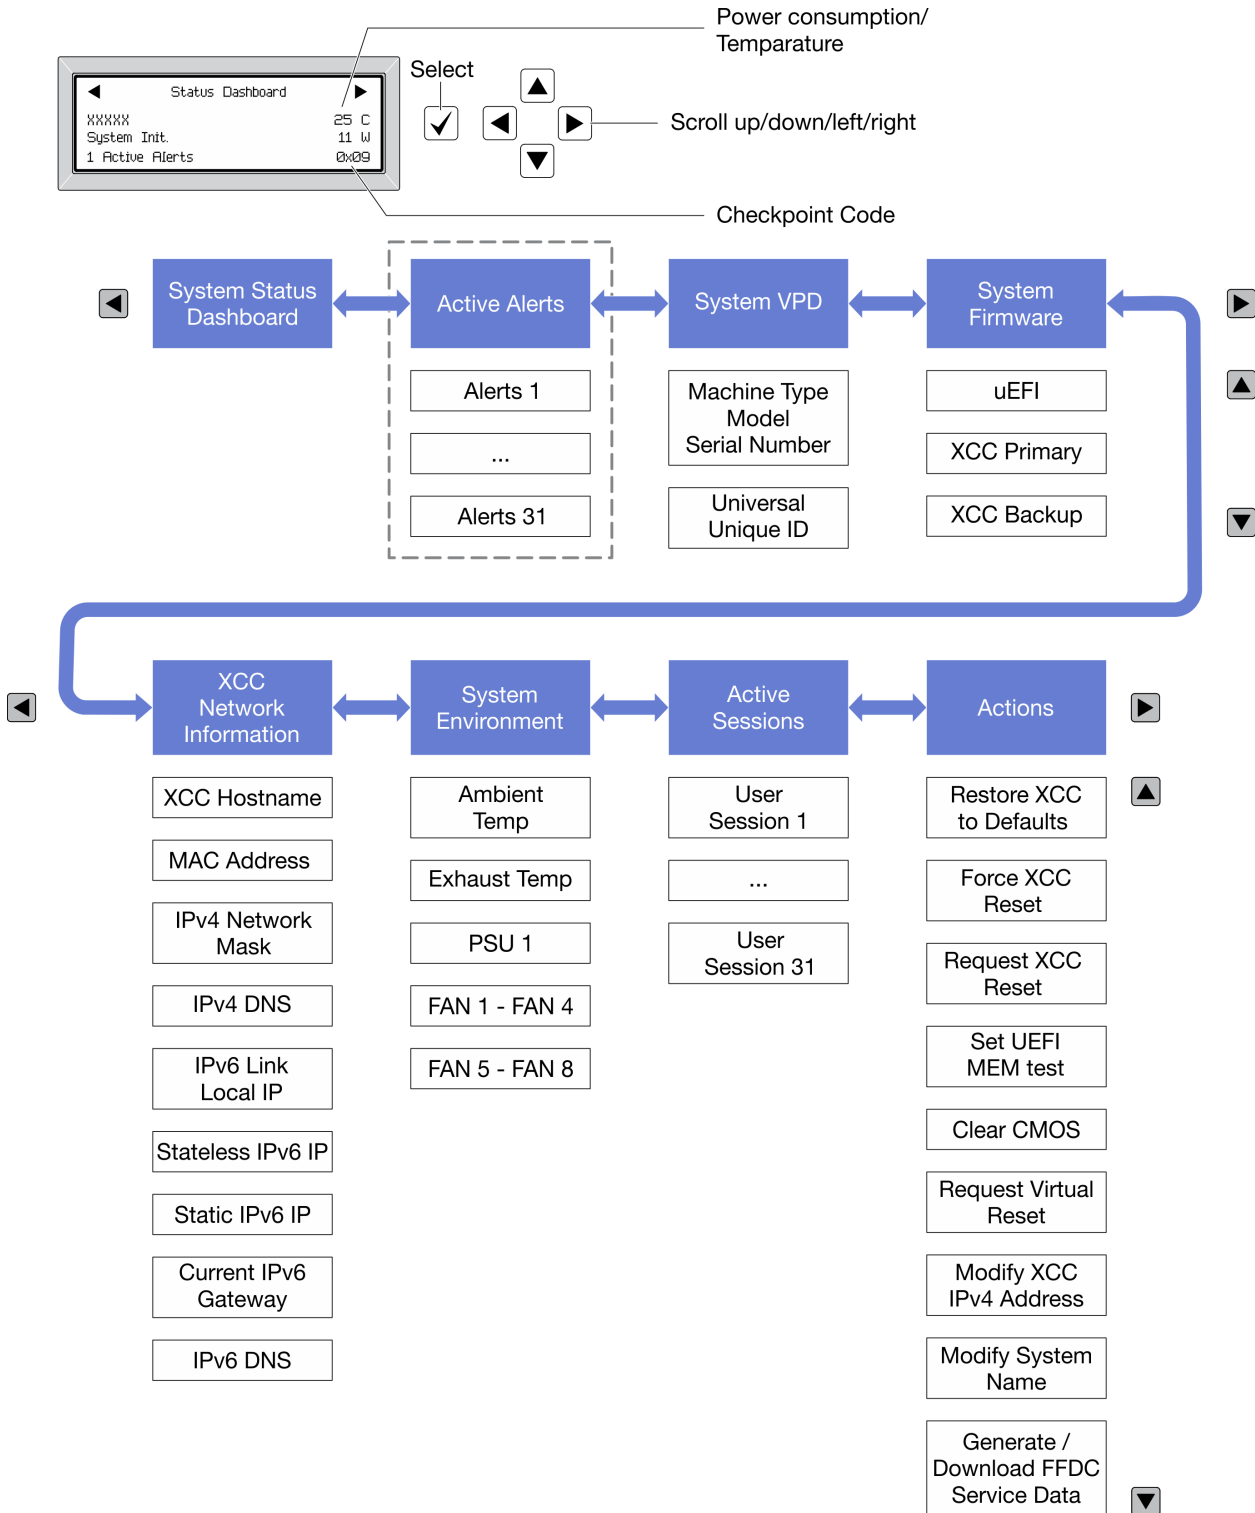 Power consumption/
Temparature
Select
Status Dashboard
XXXXX 25 C
System Init. 11 W
1 Active Alerts 0x09
Scroll up/down/left/right
Checkpoint Code
System Status
Dashboard
Active Alerts
System VPD
System
Firmware
Alerts 1
...
Alerts 31
Machine Type
Model
Serial Number
Universal
Unique ID
uEFI
XCC Primary
XCC Backup
XCC
Network
Information
System
Environment
Active
Sessions
Actions
XCC Hostname
MAC Address
IPv4 Network
Mask
IPv4 DNS
IPv6 Link
Local IP
Stateless IPv6 IP
Static IPv6 IP
Current IPv6
Gateway
IPv6 DNS
Ambient
Temp
Exhaust Temp
PSU 1
FAN 1 - FAN 4
FAN 5 - FAN 8
User
Session 1
...
User
Session 31
Restore XCC
to Defaults
Force XCC
Reset
Request XCC
Reset
Set UEFI
MEM test
Clear CMOS
Request Virtual
Reset
Modify XCC
IPv4 Address
Modify System
Name
Generate /
Download FFDC
Service Data